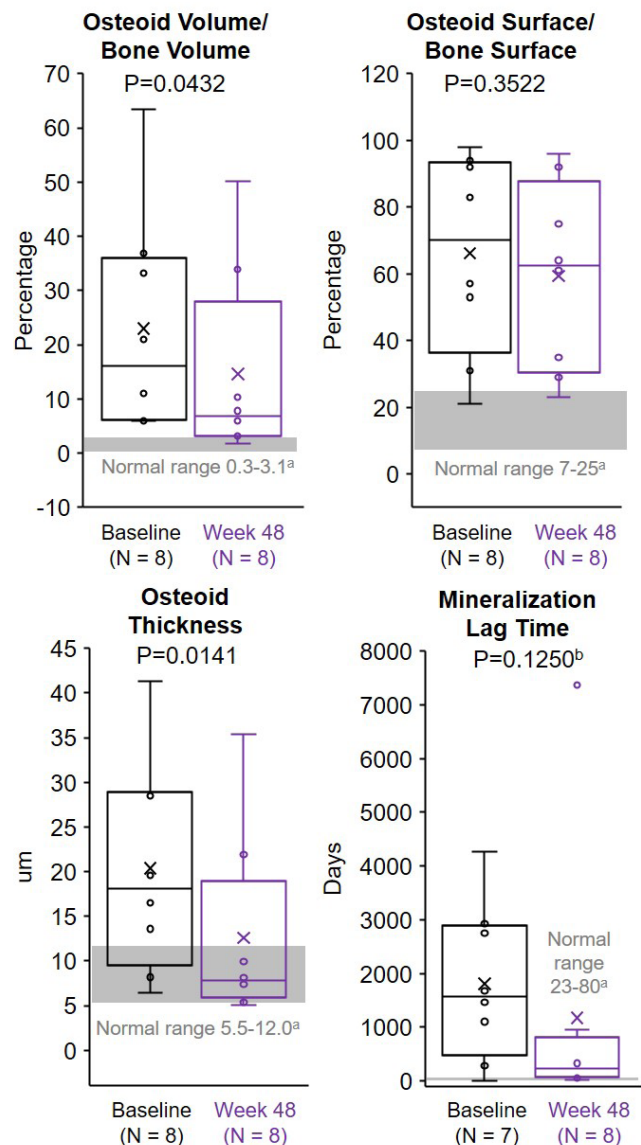 Osteoid Volume/
Bone Volume
P=0.0432
Percentage
70
60
50
40
30
20
10
0
-10
Normal range 0.3-3.1ᵃ
Baseline
(N = 8)
Week 48
(N = 8)
Osteoid Surface/
Bone Surface
P=0.3522
Percentage
120
100
80
60
40
20
0
Normal range 7-25ᵃ
Baseline
(N = 8)
Week 48
(N = 8)
Osteoid
Thickness
P=0.0141
um
45
40
35
30
25
20
15
10
5
0
Normal range 5.5-12.0ᵃ
Baseline
(N = 8)
Week 48
(N = 8)
Mineralization
Lag Time
P=0.1250ᵇ
Days
8000
7000
6000
5000
4000
3000
2000
1000
0
Normal
range
23-80ᵃ
Baseline
(N = 7)
Week 48
(N = 8)